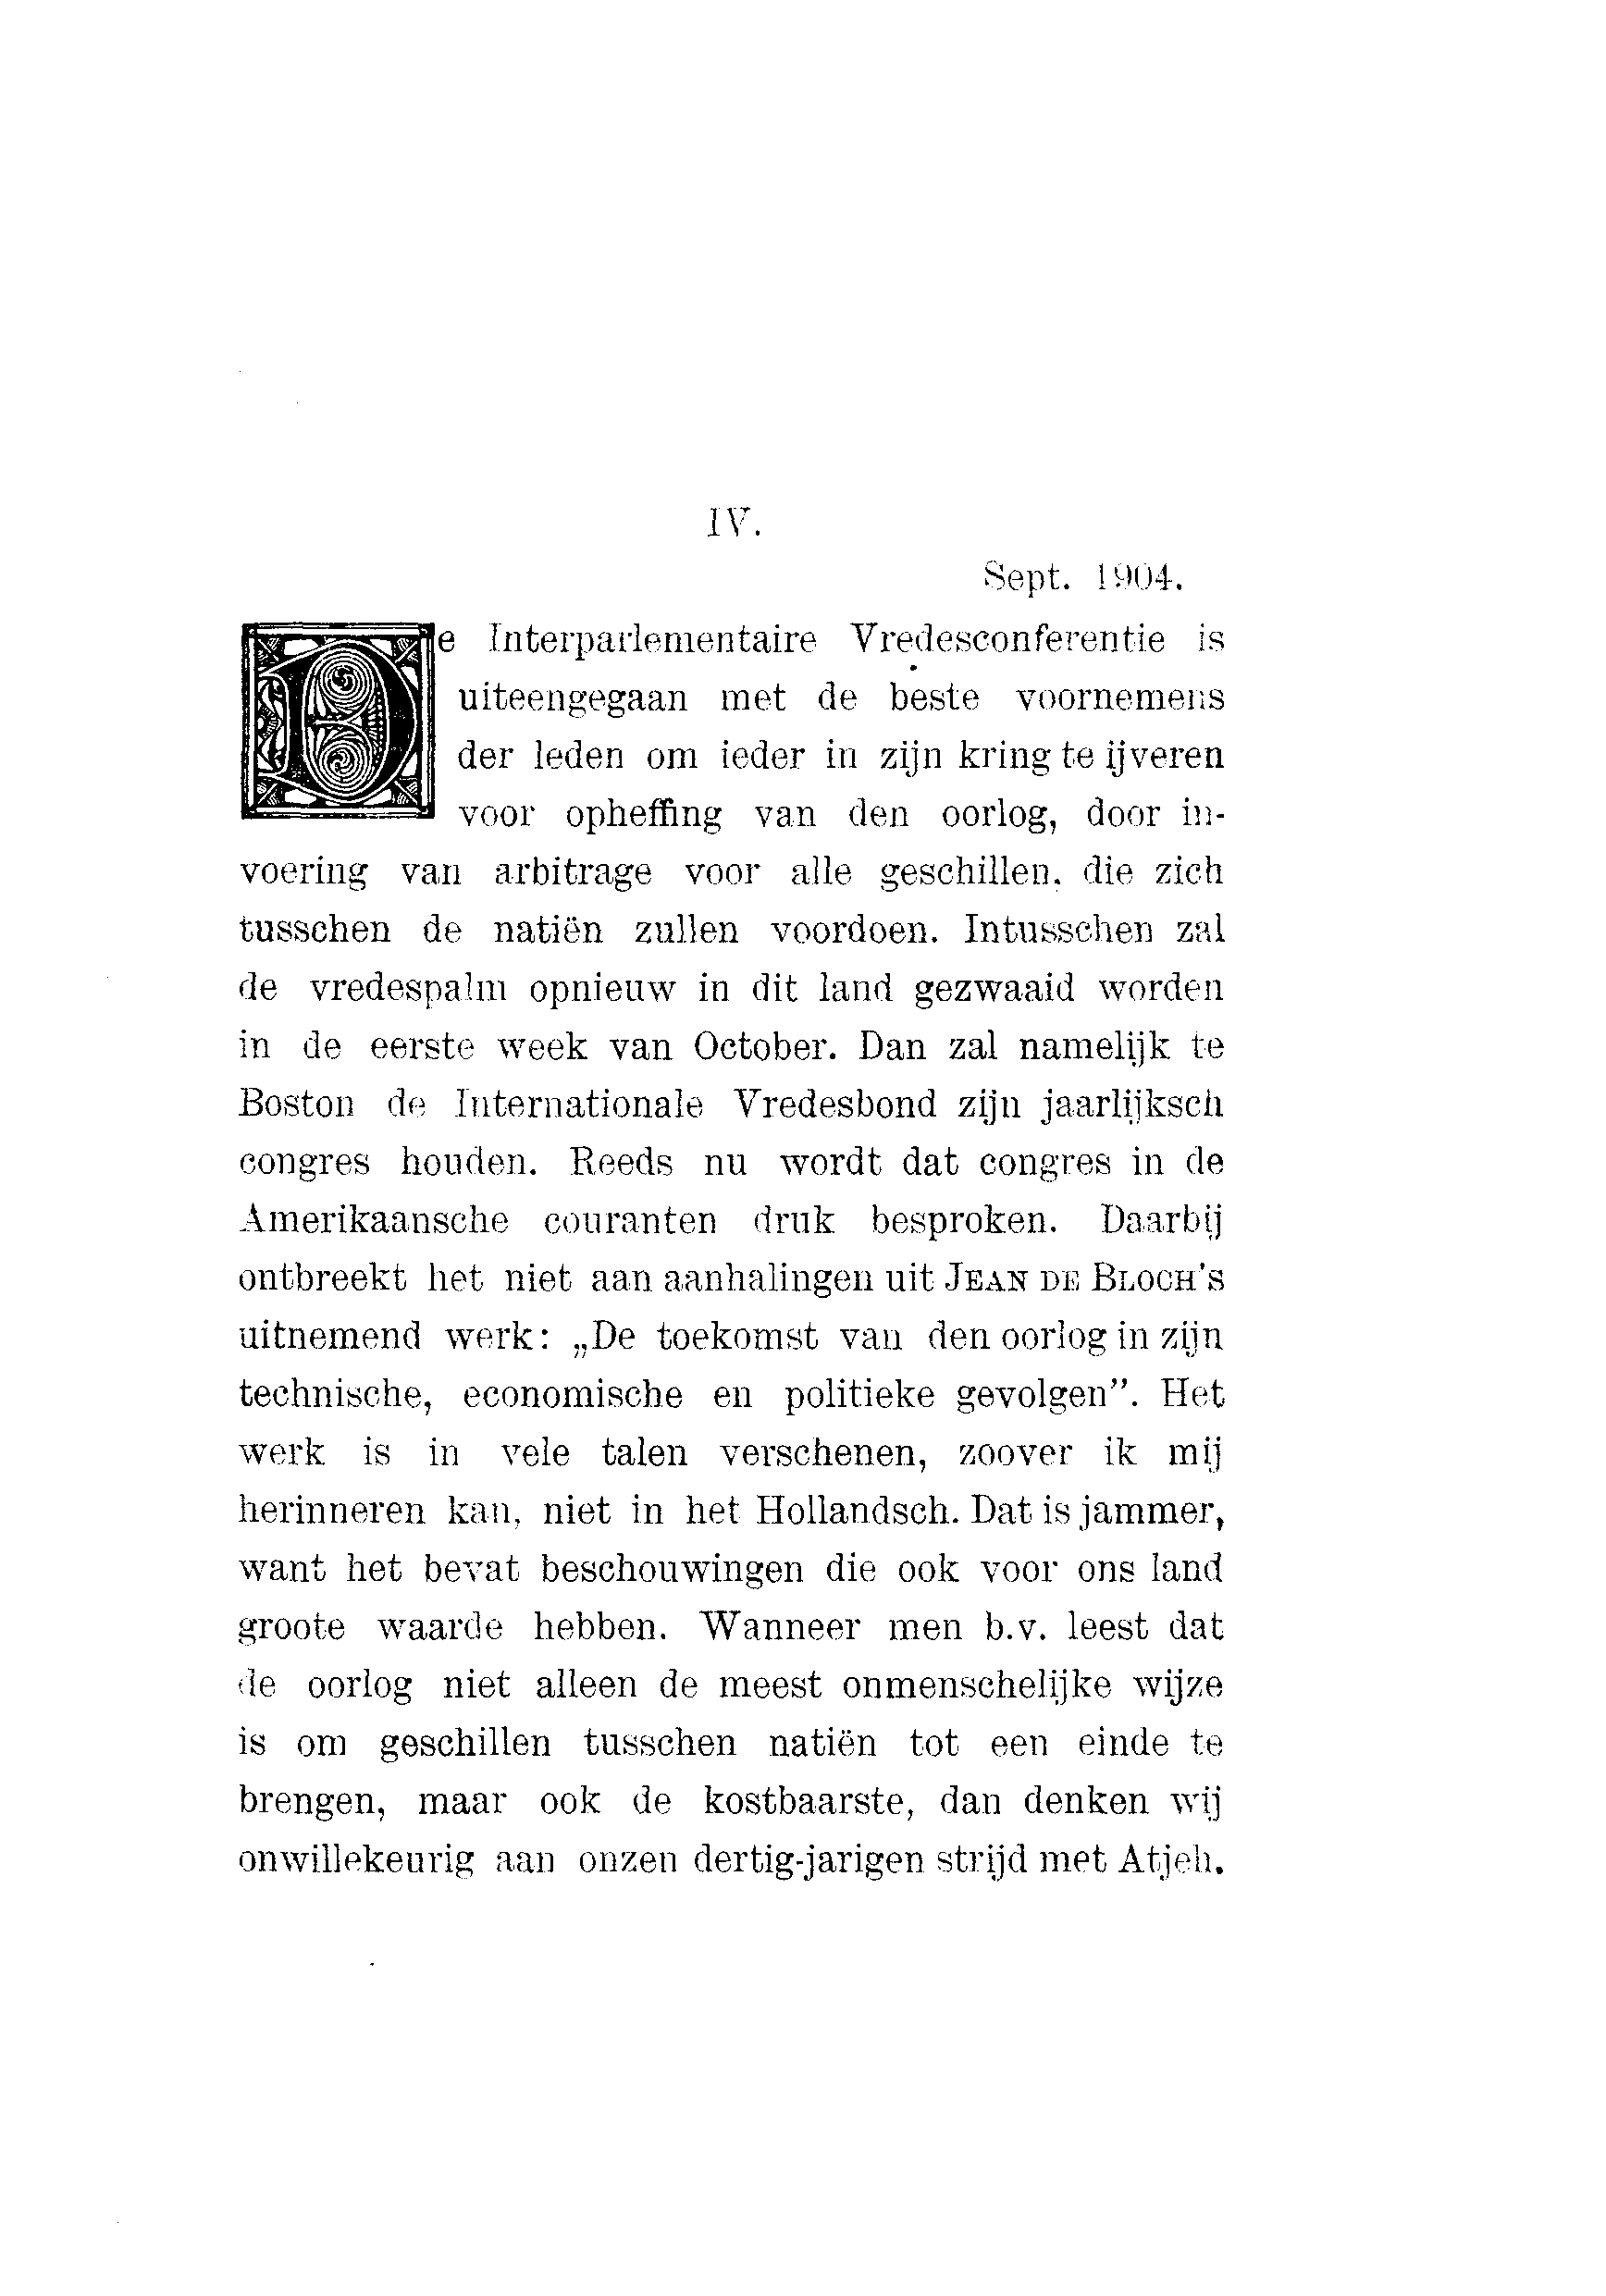 IV.
Sept. 1904.
De Interparlementaire Vredesconferentie is
uiteengegaan met de beste voornemens
der leden om ieder in zijn kring te ijveren
voor opheffing van den oorlog, door in-
voering van arbitrage voor alle geschillen, die zich
tusschen de natiën zullen voordoen. Intusschen zal
de vredespalm opnieuw in dit land gezwaaid worden
in de eerste week van October. Dan zal namelijk te
Boston de Internationale Vredesbond zijn jaarlijksch
congres houden. Reeds nu wordt dat congres in de
Amerikaansche couranten druk besproken. Daarbij
ontbreekt het niet aan aanhalingen uit JEAN DE BLOCH'S
uitnemend werk: „De toekomst van den oorlog in zijn
technische, economische en politieke gevolgen”. Het
werk is in vele talen verschenen, zoover ik mij
herinneren kan, niet in het Hollandsch. Dat is jammer,
want het bevat beschouwingen die ook voor ons land
groote waarde hebben. Wanneer men b.v. leest dat
de oorlog niet alleen de meest onmenschelijke wijze
is om geschillen tusschen natiën tot een einde te
brengen, maar ook de kostbaarste, dan denken wij
onwillekeurig aan onzen dertig-jarigen strijd met Atjeh.